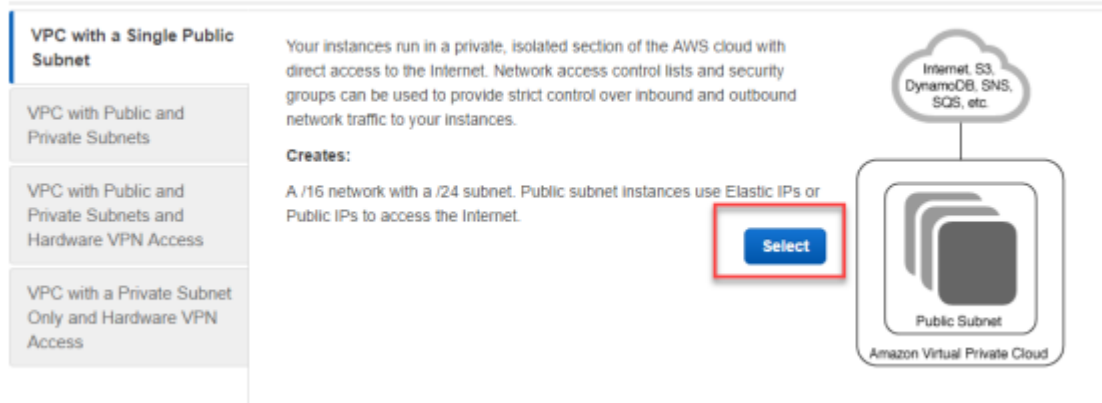 VPC with a Single Public
Subnet
VPC with Public and
Private Subnets
VPC with Public and
Private Subnets and
Hardware VPN Access
VPC with a Private Subnet
Only and Hardware VPN
Access
Your instances run in a private, isolated section of the AWS cloud with
direct access to the Internet. Network access control lists and security
groups can be used to provide strict control over inbound and outbound
network traffic to your instances.
Creates:
A /16 network with a /24 subnet. Public subnet instances use Elastic IPs or
Public IPs to access the Internet.
Select
Internet, S3,
DynamoDB, SNS,
SQS, etc.
Public Subnet
Amazon Virtual Private Cloud